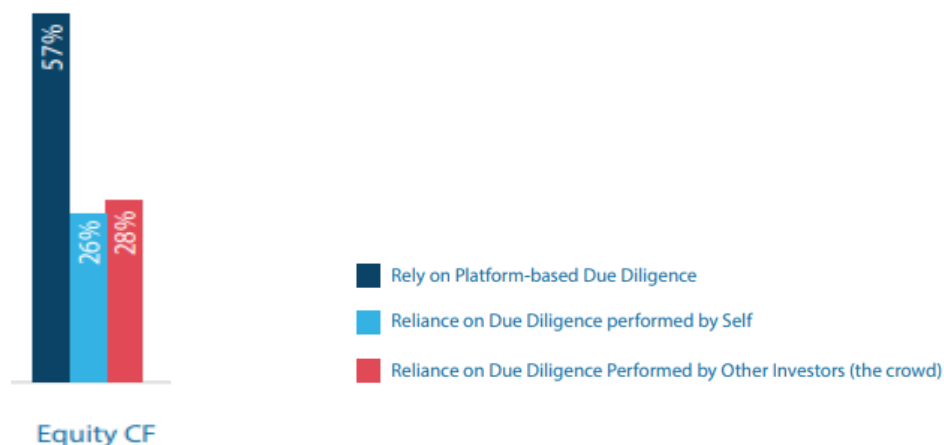 57%
26%
28%
Rely on Platform-based Due Diligence
Reliance on Due Diligence performed by Self
Reliance on Due Diligence Performed by Other Investors (the crowd)
Equity CF